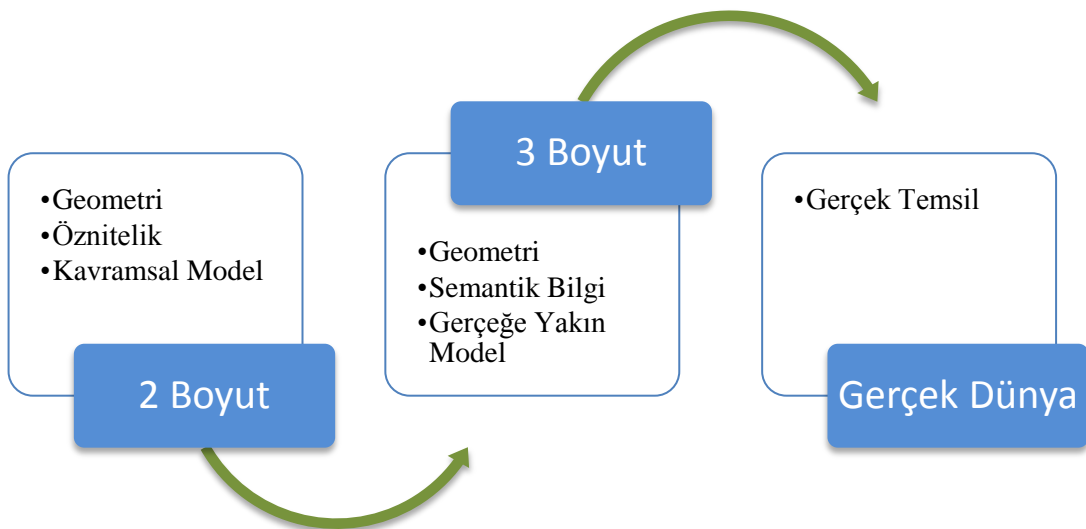 •Geometri
•Öznitelik
•Kavramsal Model
2 Boyut
3 Boyut
•Geometri
•Semantik Bilgi
•Gerçeğe Yakın
Model
•Gerçek Temsil
Gerçek Dünya